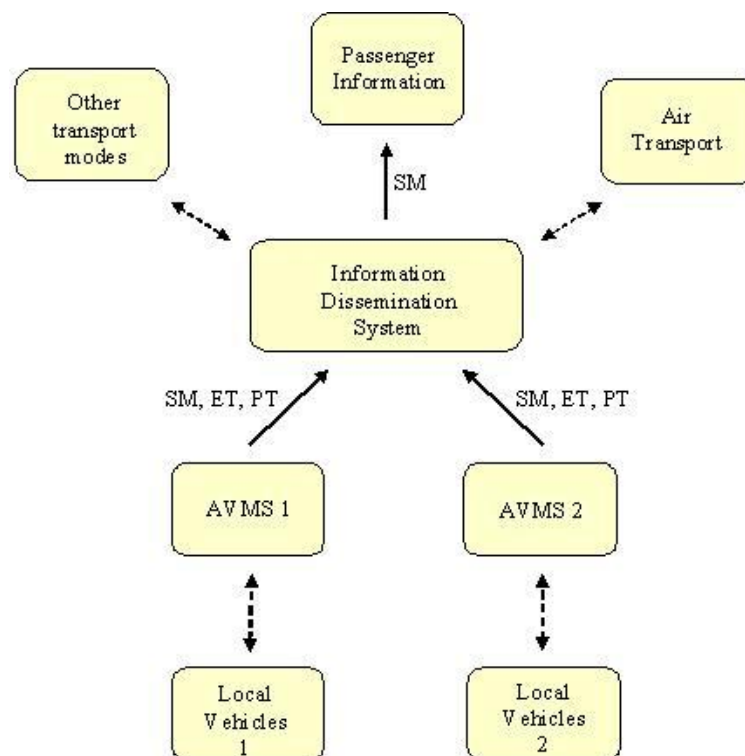 Passenger
Information
Other
transport
modes
Air
Transport
SM
Information
Dissemination
System
SM, ET, PT
SM, ET, PT
AVMS 1
AVMS 2
Local
Vehicles
1
Local
Vehicles
2